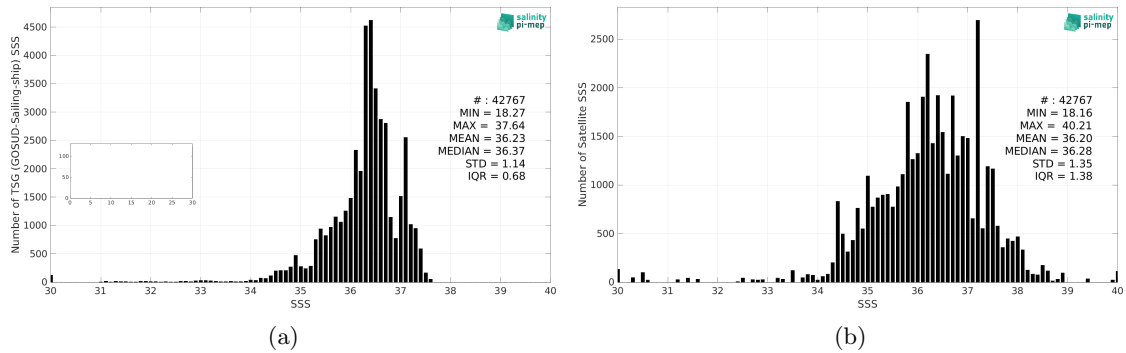 Number of TSG (GOSUD-Sailing-ship) SSS
4500
4000
3500
3000
2500
2000
1500
1000
500
0
salinity
pi-mep
# : 42767
MIN = 18.27
MAX = 37.64
MEAN = 36.23
MEDIAN = 36.37
STD = 1.14
IQR = 0.68
100
50
0
0 5 10 15 20 25 30
30 31 32 33 34 35 36 37 38 39 40
SSS
(a)
Number of Satellite SSS
2500
2000
1500
1000
500
0
salinity
pi-mep
# : 42767
MIN = 18.16
MAX = 40.21
MEAN = 36.20
MEDIAN = 36.28
STD = 1.35
IQR = 1.38
30 31 32 33 34 35 36 37 38 39 40
SSS
(b)